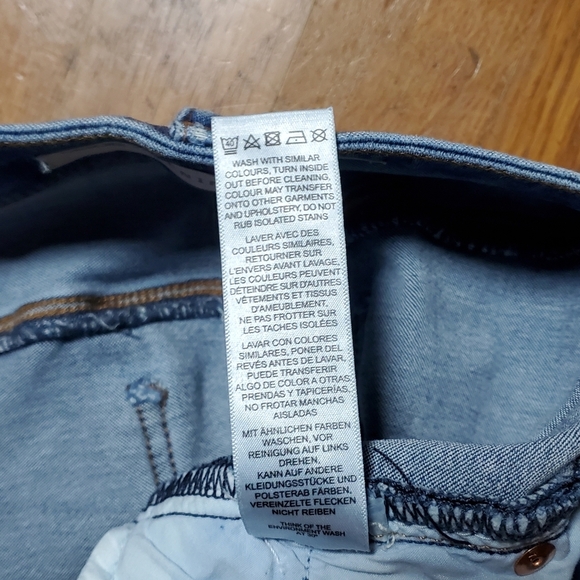 40
WASH WITH SIMILAR
COLOURS, TURN INSIDE
OUT BEFORE CLEANING,
COLOUR MAY TRANSFER
ONTO OTHER GARMENTS
AND UPHOLSTERY, DO NOT
RUB ISOLATED STAINS
LAVER AVEC DES
COULEURS SIMILAIRES,
RETOURNER SUR
L'ENVERS AVANT LAVAGE,
LES COULEURS PEUVENT
DÉTEINDRE SUR D'AUTRES
VÊTEMENTS ET TISSUS
D'AMEUBLEMENT,
NE PAS FROTTER SUR
LES TACHES ISOLÉES
LAVAR CON COLORES
SIMILARES, PONER DEL
REVÉS ANTES DE LAVAR,
PUEDE TRANSFERIR
ALGO DE COLOR A OTRAS
PRENDAS Y TAPICERÍAS,
NO FROTAR MANCHAS
AISLADAS
MIT ÄHNLICHEN FARBEN
WASCHEN, VOR
REINIGUNG AUF LINKS
DREHEN,
KANN AUF ANDERE
KLEIDUNGSSTÜCKE UND
POLSTERAB FÄRBEN,
VEREINZELTE FLECKEN
NICHT REIBEN
THINK OF THE
ENVIRONMENT WASH